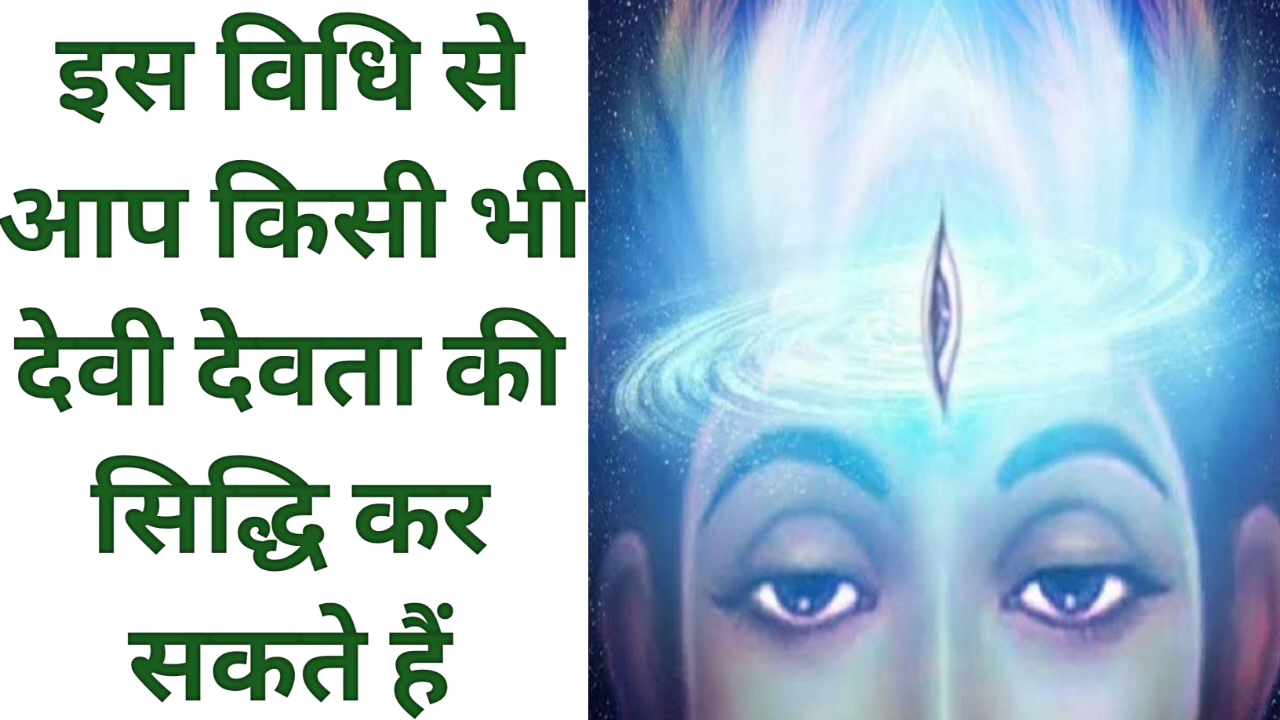 इस विधि से
आप किसी भी
देवी देवता की
सिद्धि कर
सकते हैं